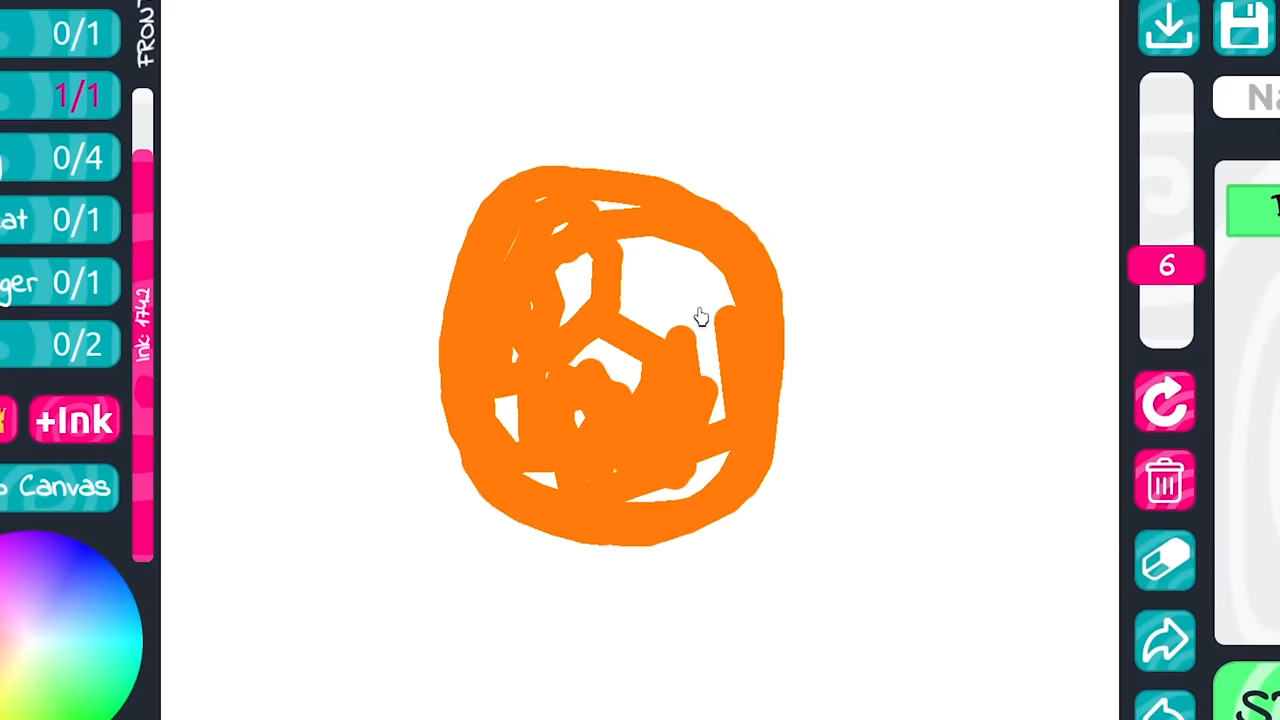 0/1
FRONT
1/1
0/4
at 0/1
ger 0/1
0/2
Ink: 1742
+Ink
Canvas
6
Na